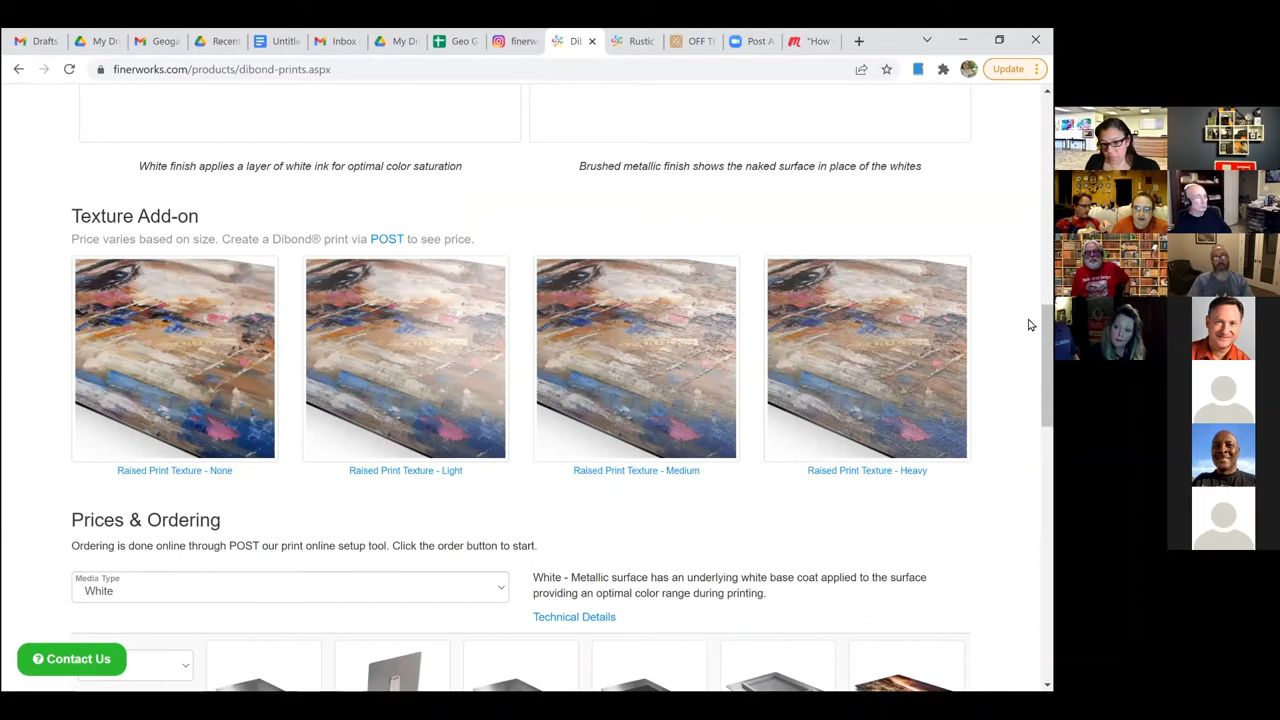 Drafts
My Dri
Geoga
Recent
Untitle
Inbox
My Dr
Geo G
finerw
Dib
Rustic
OFF T
Post A
"How
finerworks.com/products/dibond-prints.aspx
Update
White finish applies a layer of white ink for optimal color saturation
Brushed metallic finish shows the naked surface in place of the whites
Texture Add-on
Price varies based on size. Create a Dibond® print via POST to see price.
Raised Print Texture - None
Raised Print Texture - Light
Raised Print Texture - Medium
Raised Print Texture - Heavy
Prices & Ordering
Ordering is done online through POST our print online setup tool. Click the order button to start.
Media Type
White
White - Metallic surface has an underlying white base coat applied to the surface
providing an optimal color range during printing.
Technical Details
Contact Us